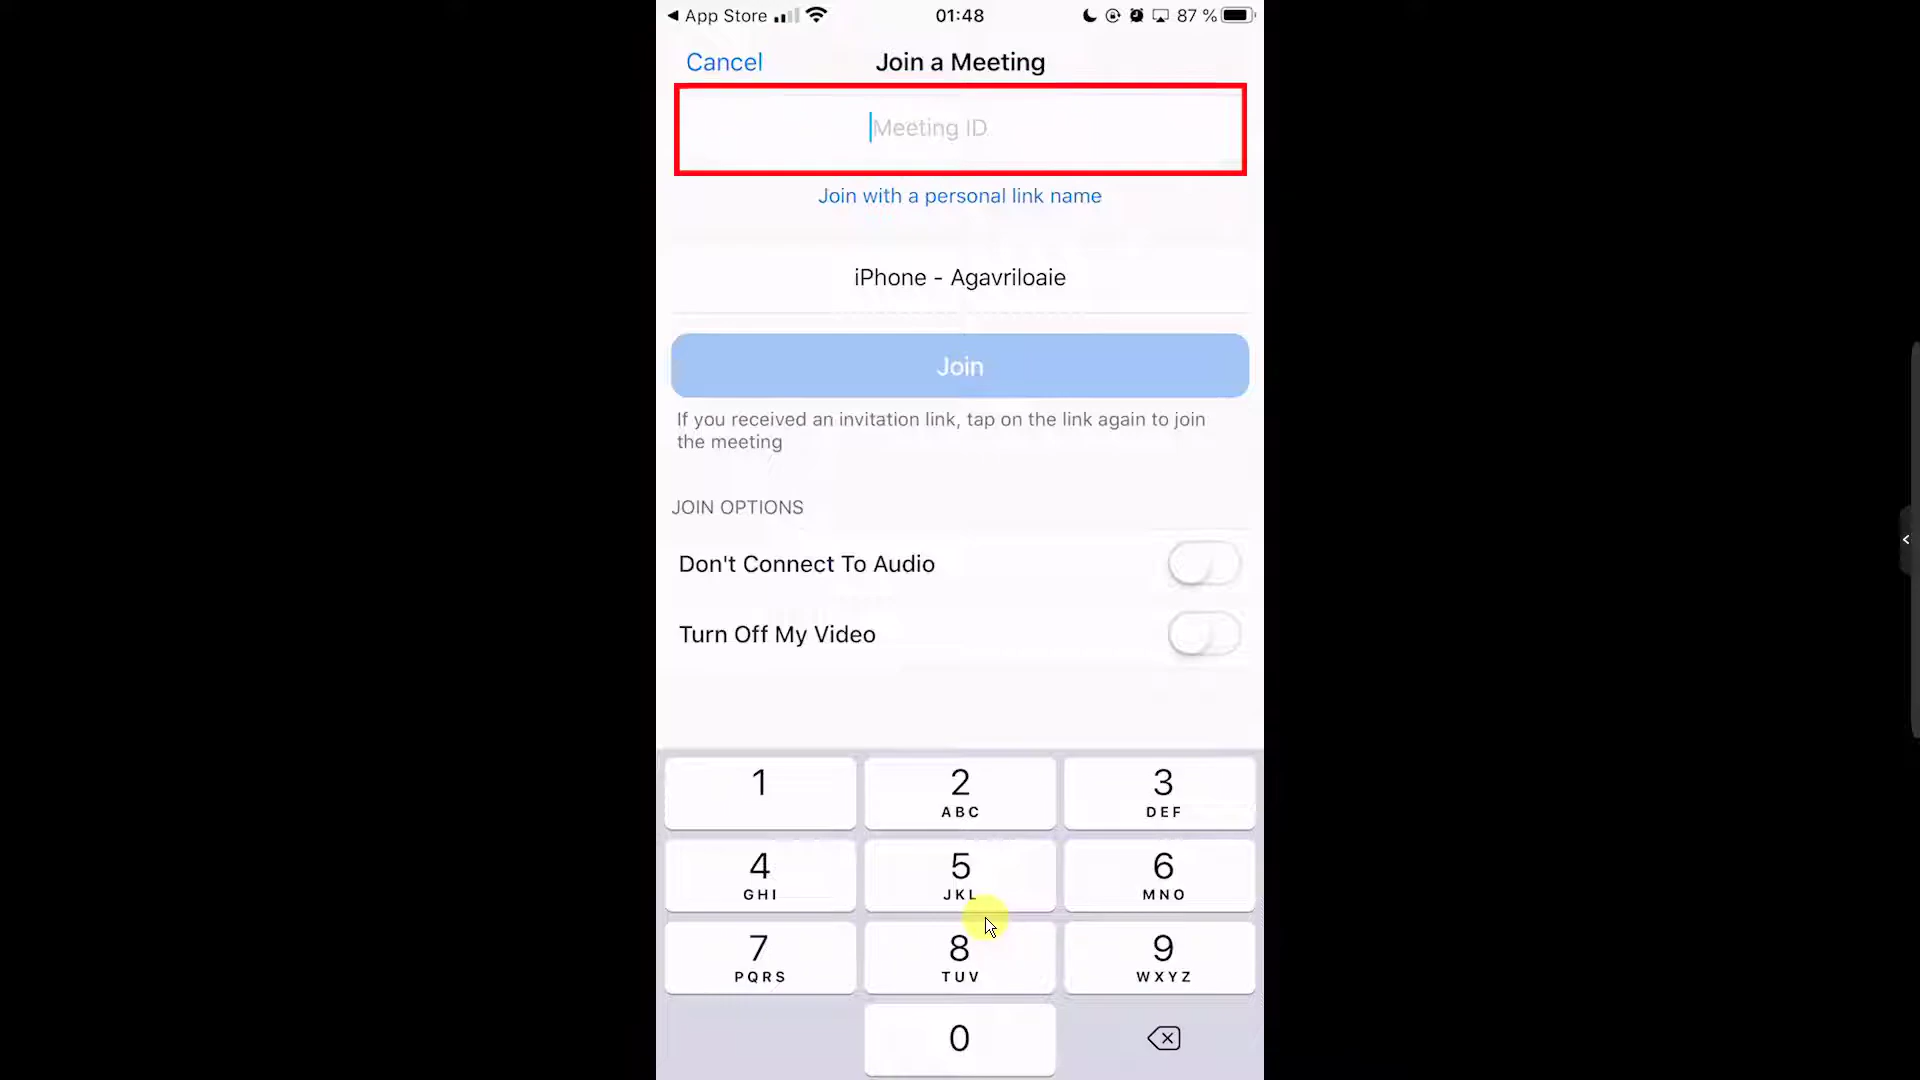 ◀ App Store 01:48 87 %
Cancel Join a Meeting
Meeting ID
Join with a personal link name
iPhone - Agavriloaie
Join
If you received an invitation link, tap on the link again to join
the meeting
JOIN OPTIONS
Don't Connect To Audio
Turn Off My Video
1 2 3
ABC DEF
4 5 6
GHI JKL MNO
7 8 9
PQRS TUV WXYZ
0